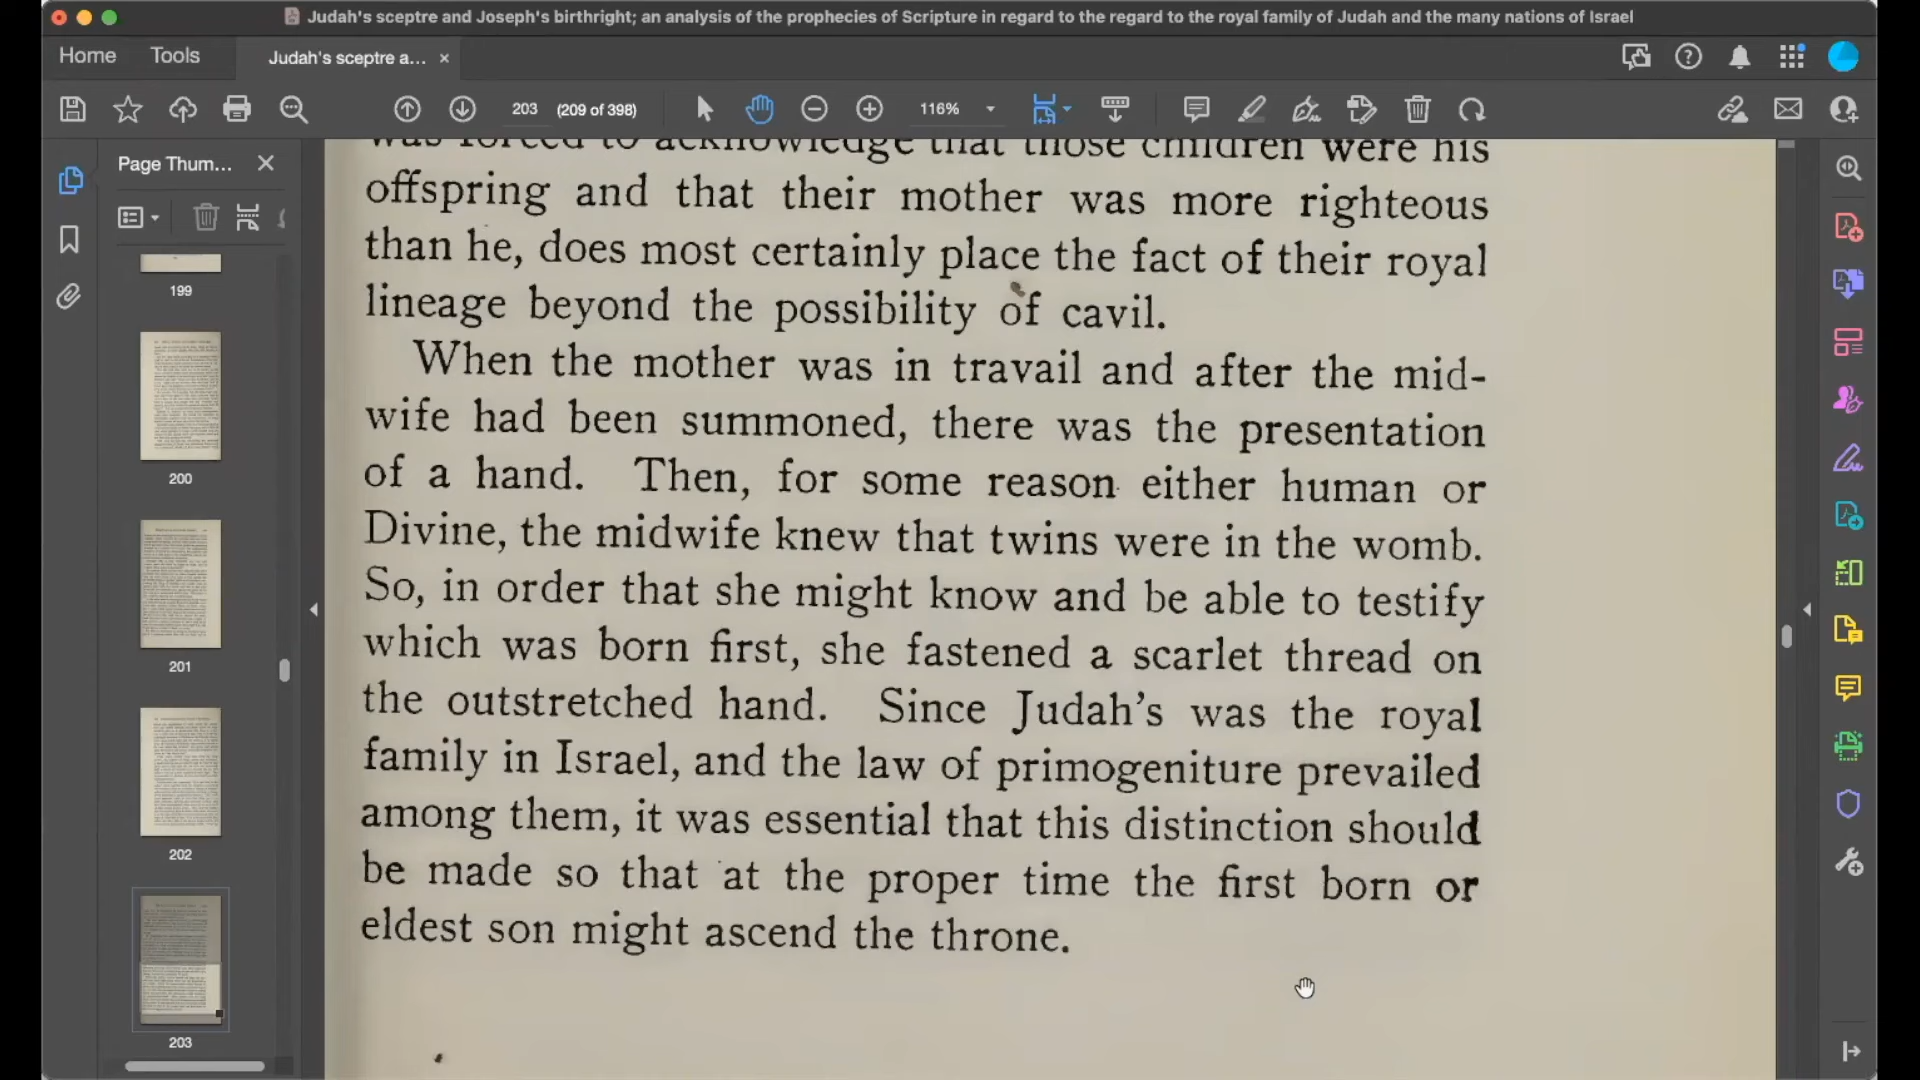 Judah's sceptre and Joseph's birthright; an analysis of the prophecies of Scripture in regard to the regard to the royal family of Judah and the many nations of Israel
Home Tools Judah's sceptre a... ×
203 (209 of 398) 116%
Page Thum...
199
200
201
202
203
was forced to acknowledge that those children were his
offspring and that their mother was more righteous
than he, does most certainly place the fact of their royal
lineage beyond the possibility of cavil.
When the mother was in travail and after the mid-
wife had been summoned, there was the presentation
of a hand. Then, for some reason either human or
Divine, the midwife knew that twins were in the womb.
So, in order that she might know and be able to testify
which was born first, she fastened a scarlet thread on
the outstretched hand. Since Judah's was the royal
family in Israel, and the law of primogeniture prevailed
among them, it was essential that this distinction should
be made so that at the proper time the first born or
eldest son might ascend the throne.